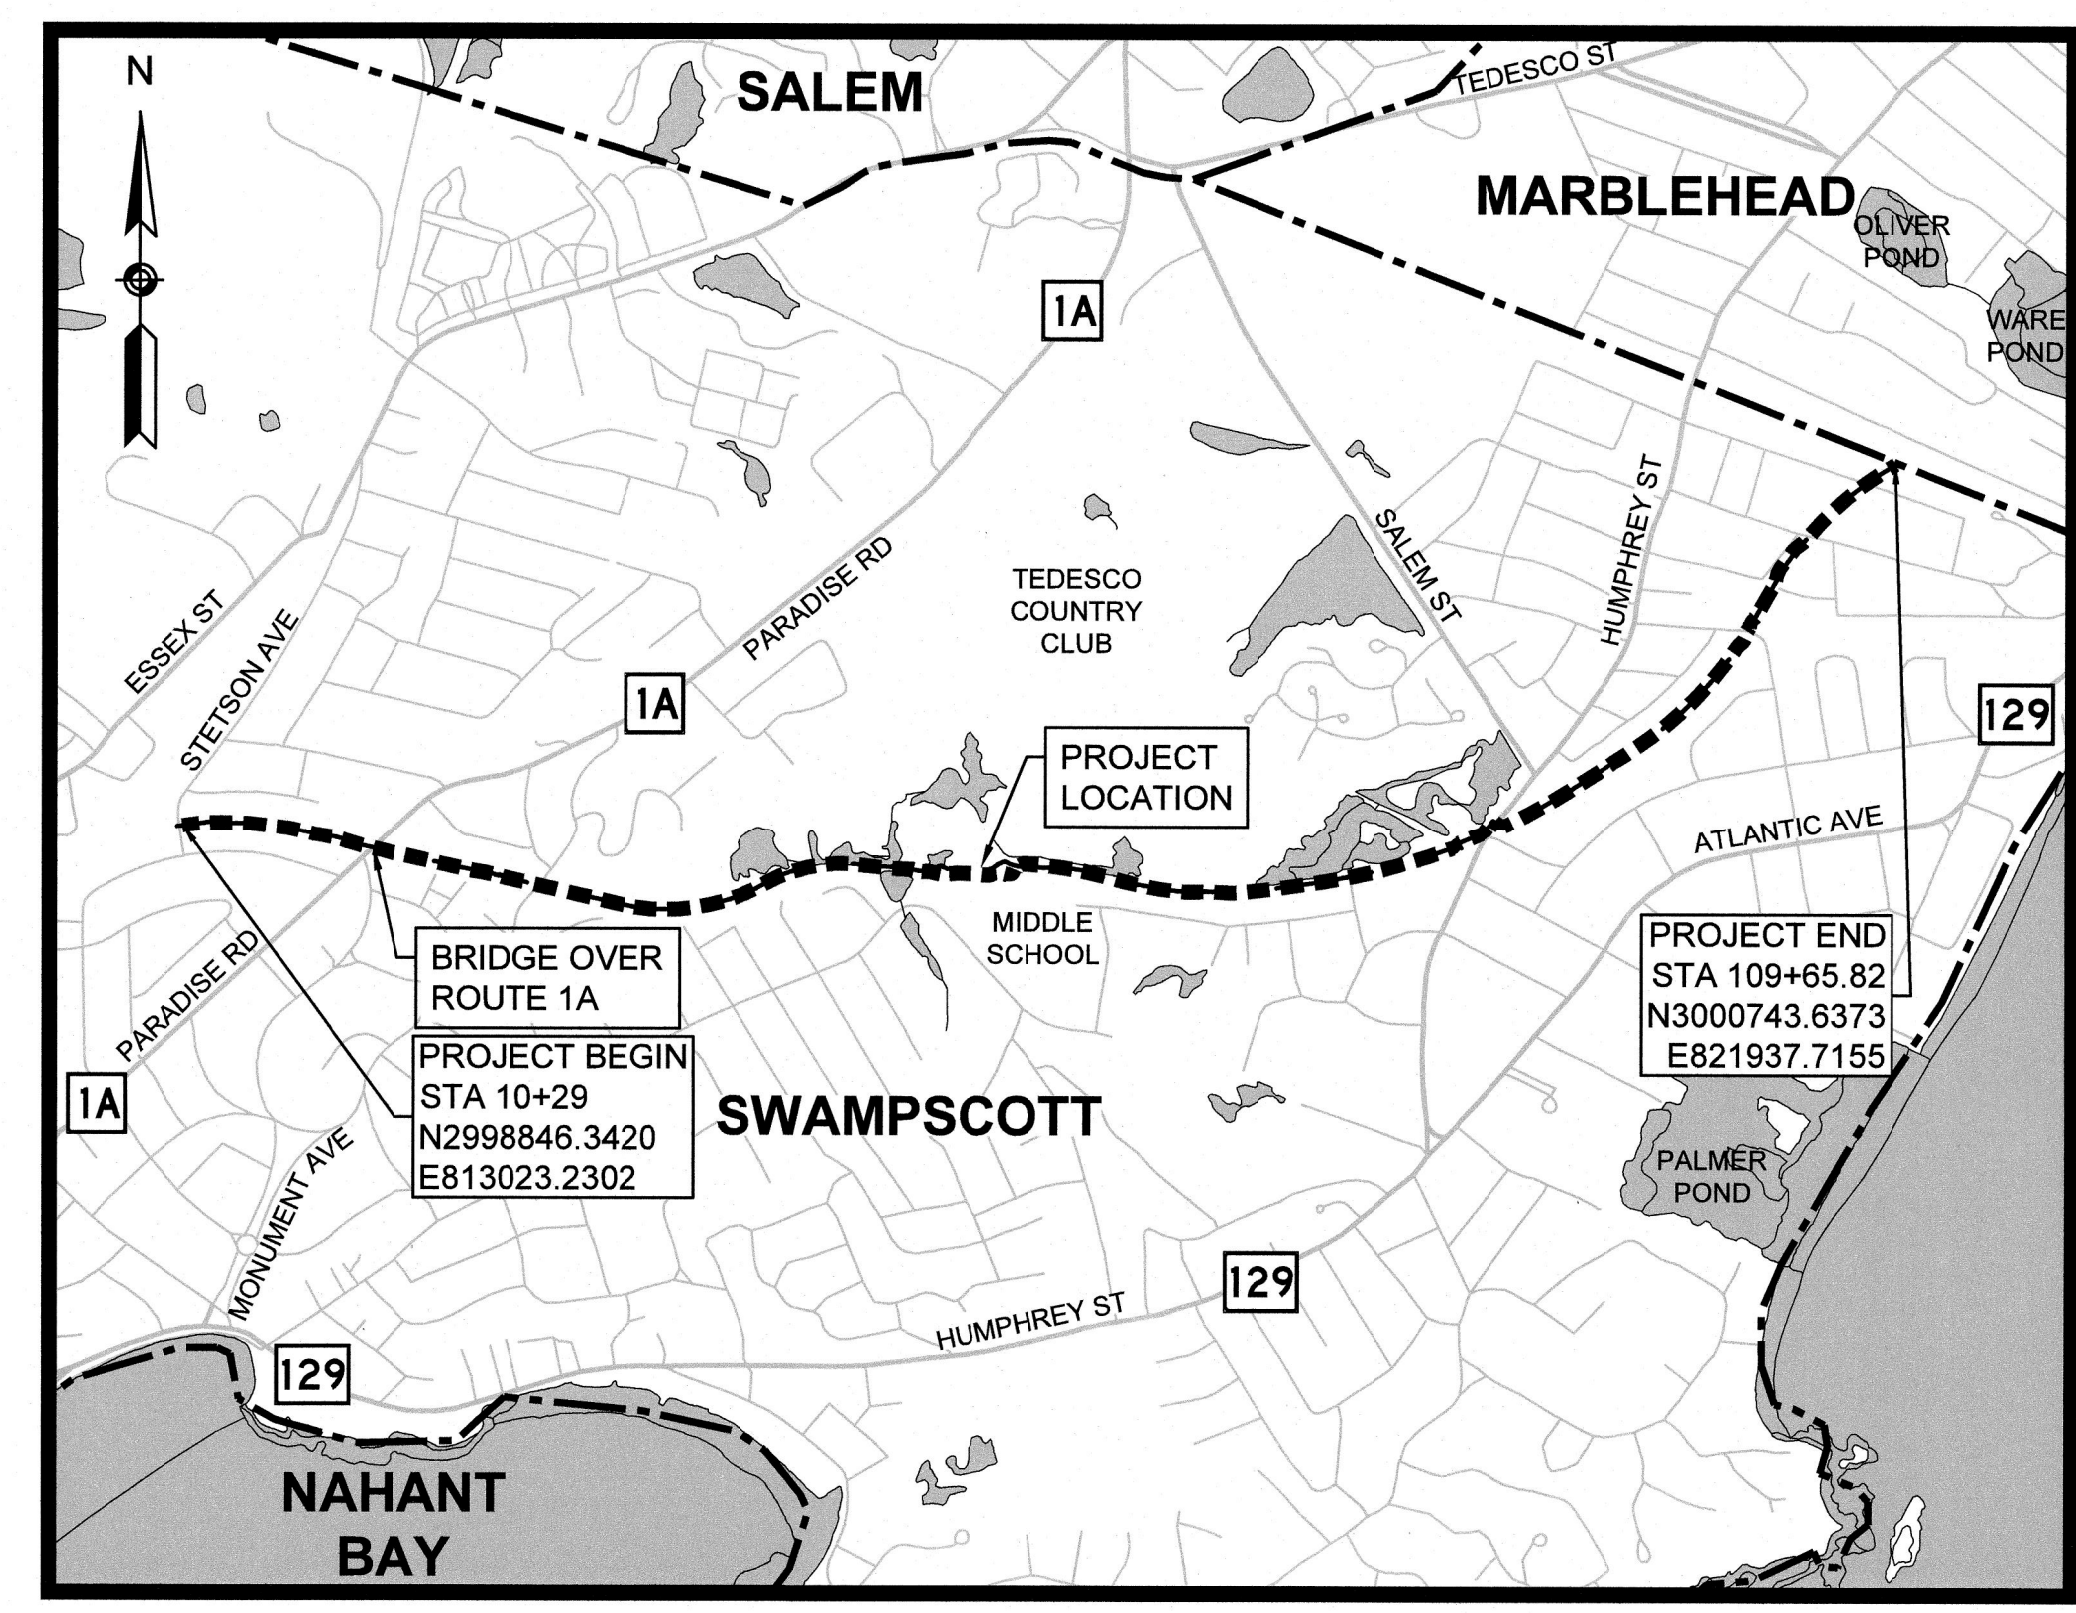 N
SALEM
TEDESCO ST
MARBLEHEAD
OLIVER
POND
WARE
POND
1A
HUMPHREY ST
SALEM ST
TEDESCO
COUNTRY
CLUB
PARADISE RD
ESSEX ST
STETSON AVE
1A
129
PROJECT
LOCATION
ATLANTIC AVE
MIDDLE
SCHOOL
BRIDGE OVER
ROUTE 1A
PARADISE RD
PROJECT END
STA 109+65.82
N3000743.6373
E821937.7155
PROJECT BEGIN
STA 10+29
N2998846.3420
E813023.2302
1A
SWAMPSCOTT
PALMER
POND
MONUMENT AVE
129
HUMPHREY ST
129
NAHANT
BAY